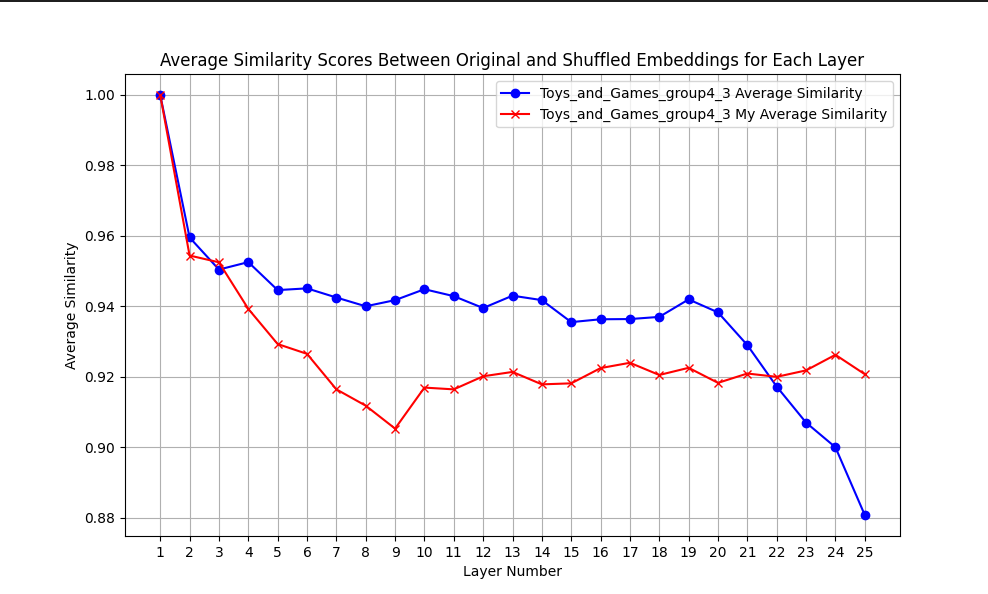 Average Similarity Scores Between Original and Shuffled Embeddings for Each Layer
Toys_and_Games_group4_3 Average Similarity
Toys_and_Games_group4_3 My Average Similarity
Average Similarity
1.00
0.98
0.96
0.94
0.92
0.90
0.88
1 2 3 4 5 6 7 8 9 10 11 12 13 14 15 16 17 18 19 20 21 22 23 24 25
Layer Number